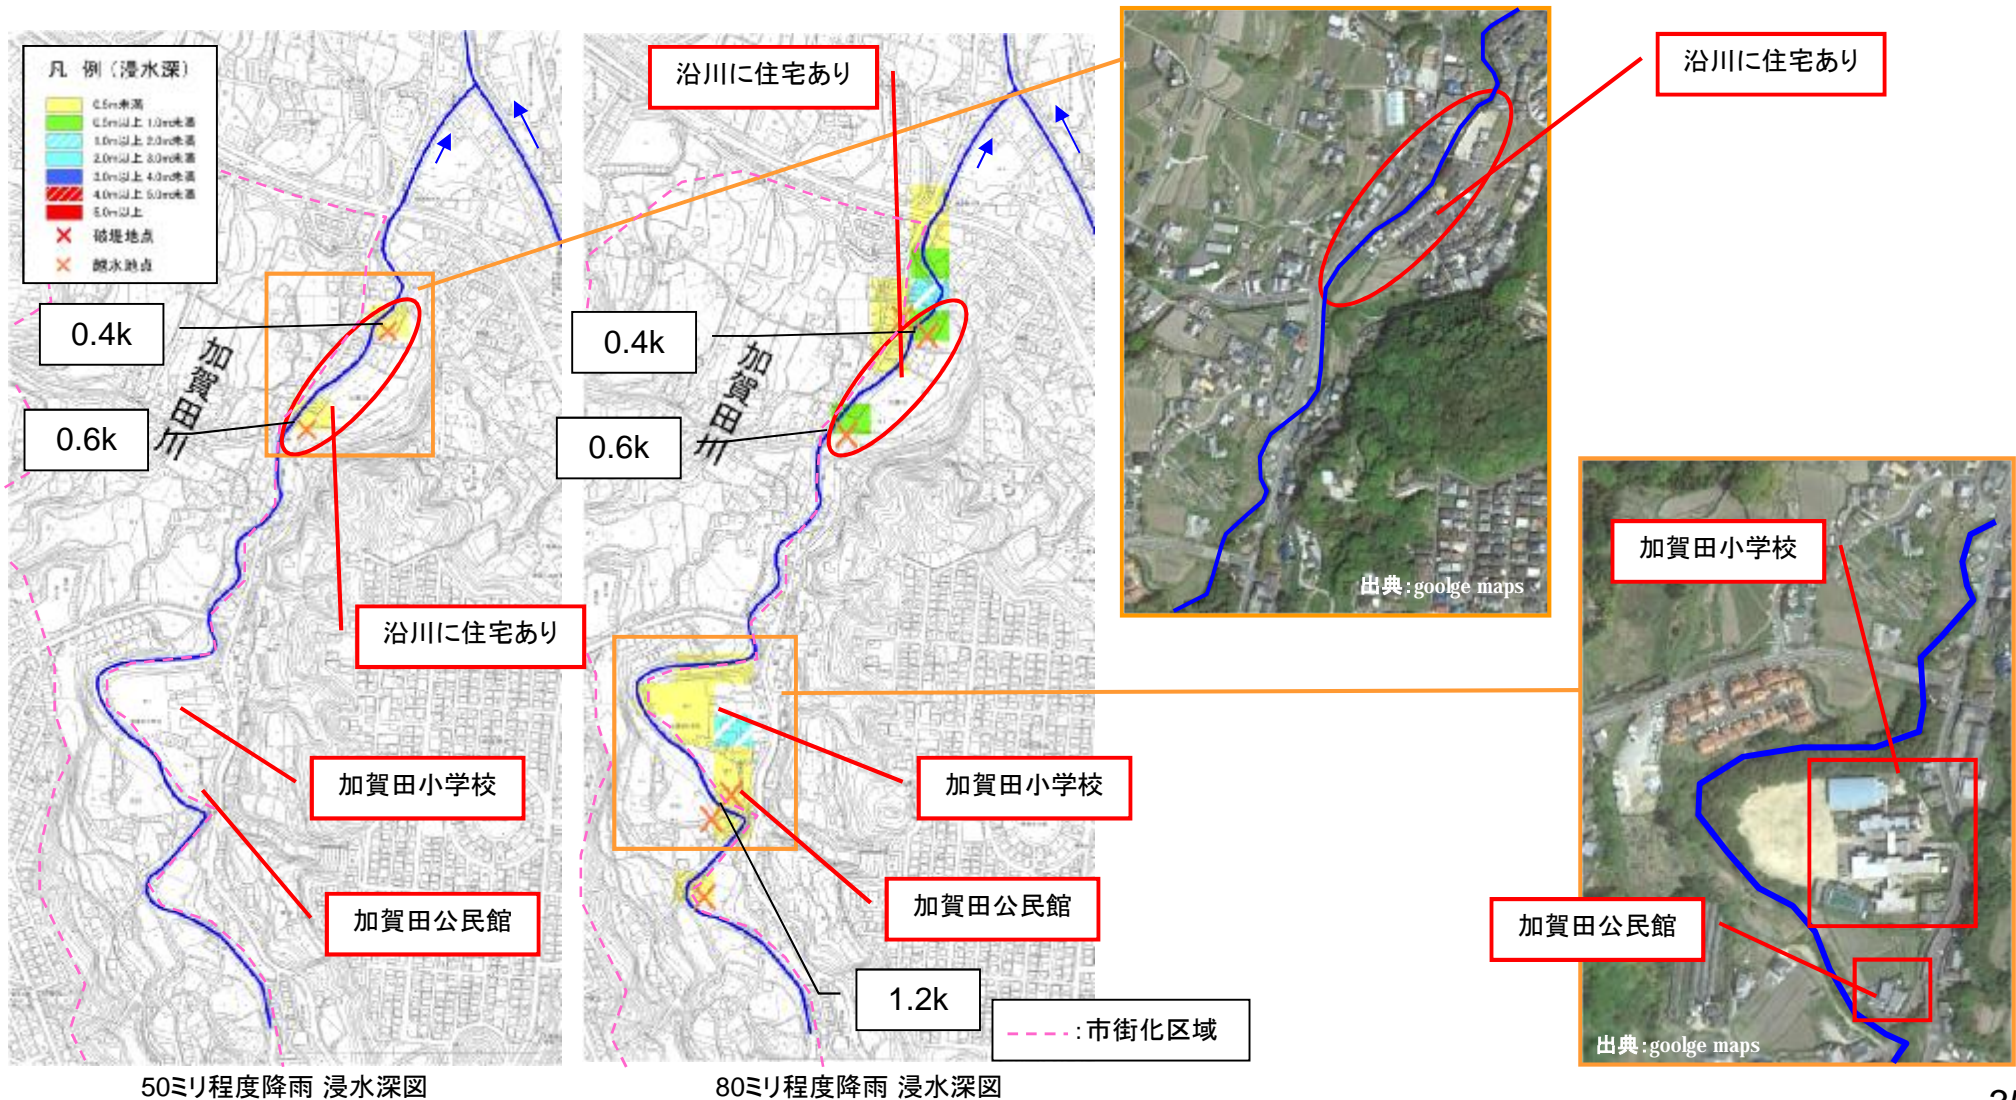 凡 例 (浸水深)
0.5m未満
0.5m以上 1.0m未満
1.0m以上 2.0m未満
2.0m以上 3.0m未満
3.0m以上 4.0m未満
4.0m以上 5.0m未満
5.0m以上
破堤地点
越水地点
0.4k
0.6k
加賀田川
沿川に住宅あり
加賀田小学校
加賀田公民館
50ミリ程度降雨 浸水深図
沿川に住宅あり
0.4k
0.6k
加賀田川
加賀田小学校
加賀田公民館
1.2k
:市街化区域
80ミリ程度降雨 浸水深図
沿川に住宅あり
出典:goolge maps
加賀田小学校
加賀田公民館
出典:goolge maps